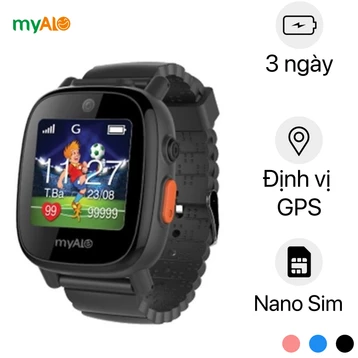 myAlo
3 ngày
G
11:27
T.Ba 23/08
99 99999
myAlo
Định vị
GPS
Nano Sim